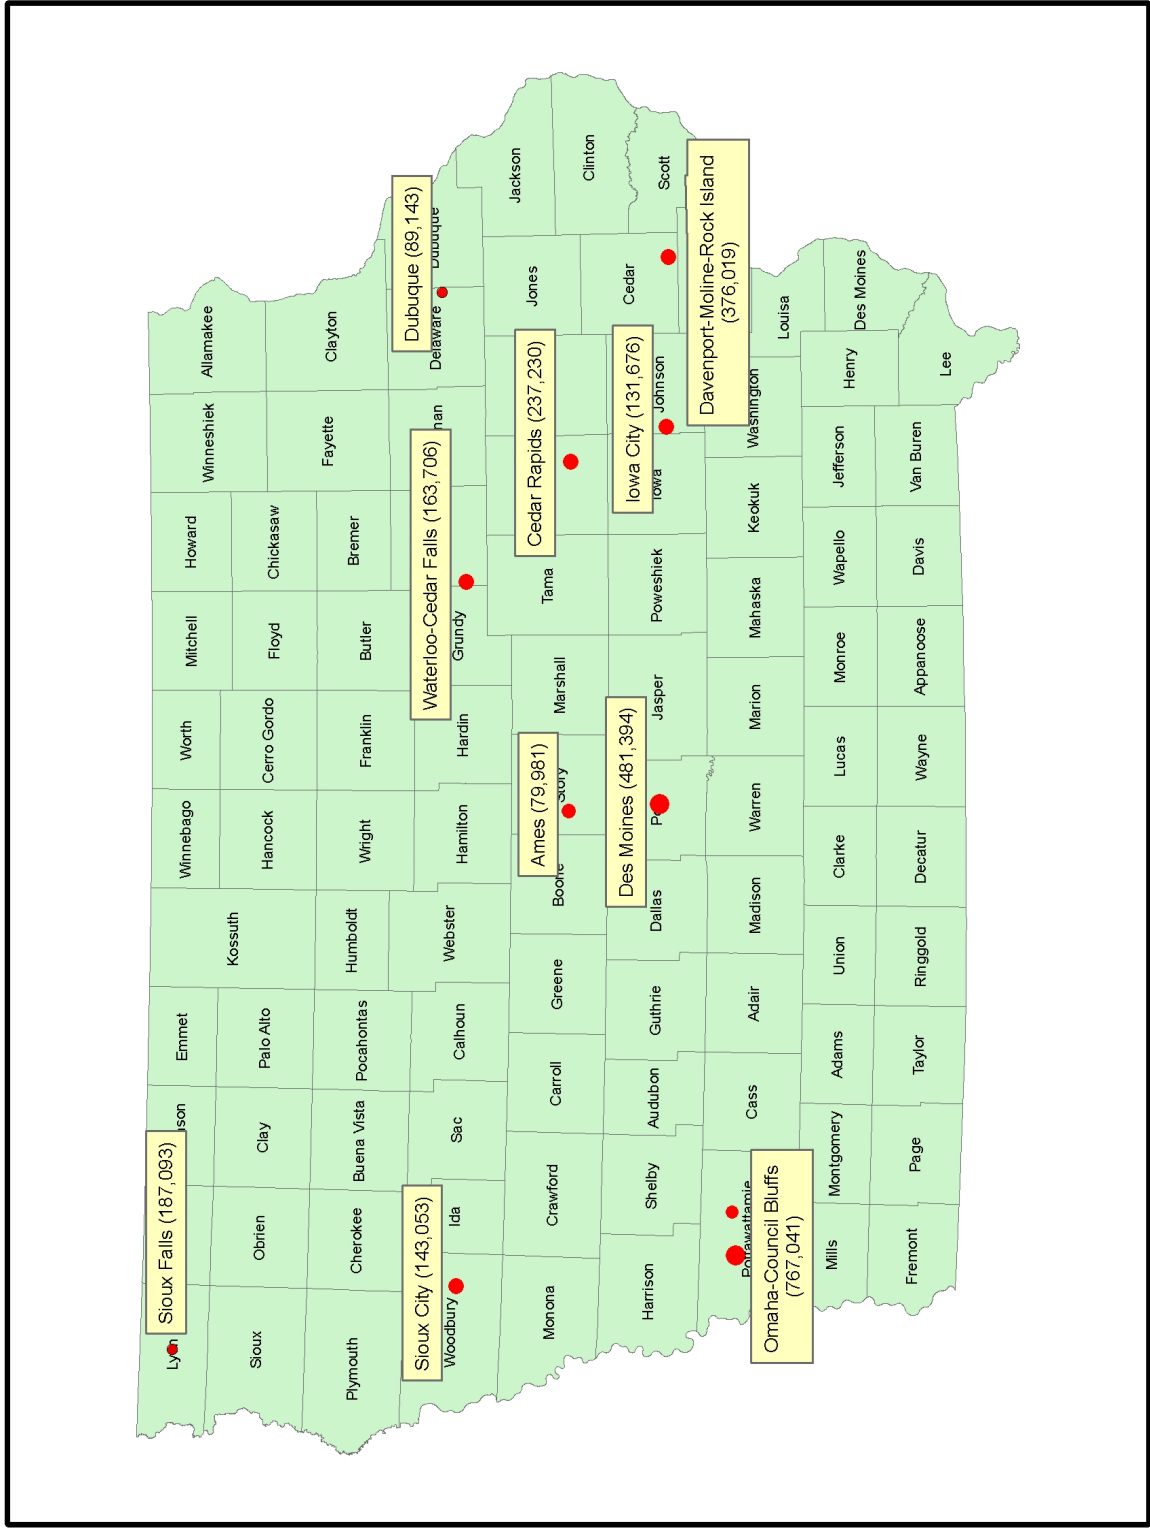 Lyon
Sioux Falls (187,093)
Emmet
Kossuth
Winnebago
Worth
Mitchell
Howard
Winneshiek
Allamakee
Sioux
Obrien
Clay
Palo Alto
Hancock
Cerro Gordo
Floyd
Chickasaw
Plymouth
Cherokee
Buena Vista
Pocahontas
Humboldt
Wright
Franklin
Butler
Bremer
Fayette
Clayton
Sioux City (143,053)
Woodbury
Ida
Sac
Calhoun
Webster
Hamilton
Hardin
Waterloo-Cedar Falls (163,706)
Grundy
Dubuque (89,143)
Delaware
Dubuque
Monona
Crawford
Carroll
Greene
Boone
Ames (79,981)
Story
Marshall
Tama
Cedar Rapids (237,230)
Jones
Jackson
Clinton
Harrison
Shelby
Audubon
Guthrie
Dallas
Des Moines (481,394)
Jasper
Poweshiek
Iowa City (131,676)
Iowa
Johnson
Cedar
Scott
Davenport-Moline-Rock Island
(376,019)
Pottawattamie
Omaha-Council Bluffs
(767,041)
Cass
Adair
Madison
Warren
Marion
Mahaska
Keokuk
Washington
Louisa
Mills
Montgomery
Adams
Union
Clarke
Lucas
Monroe
Wapello
Jefferson
Henry
Des Moines
Fremont
Page
Taylor
Ringgold
Decatur
Wayne
Appanoose
Davis
Van Buren
Lee